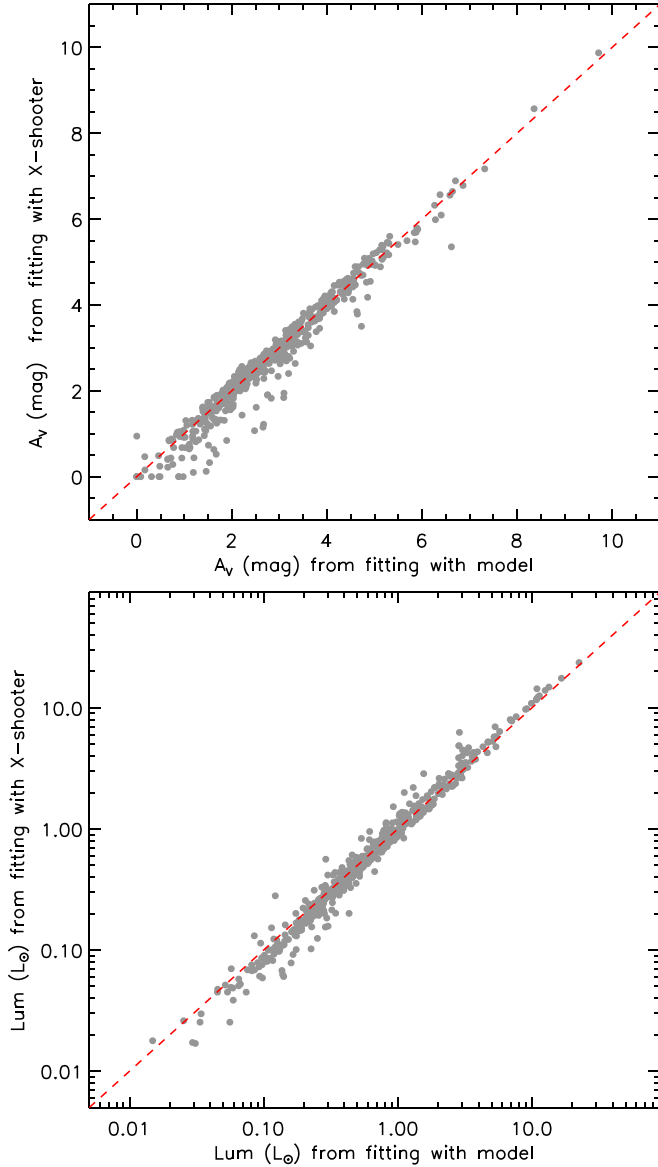 10
8
6
4
2
0
A_V (mag) from fitting with X-shooter
0 2 4 6 8 10
A_V (mag) from fitting with model
10.0
1.00
0.10
0.01
Lum (L_⊙) from fitting with X-shooter
0.01 0.10 1.00 10.0
Lum (L_⊙) from fitting with model